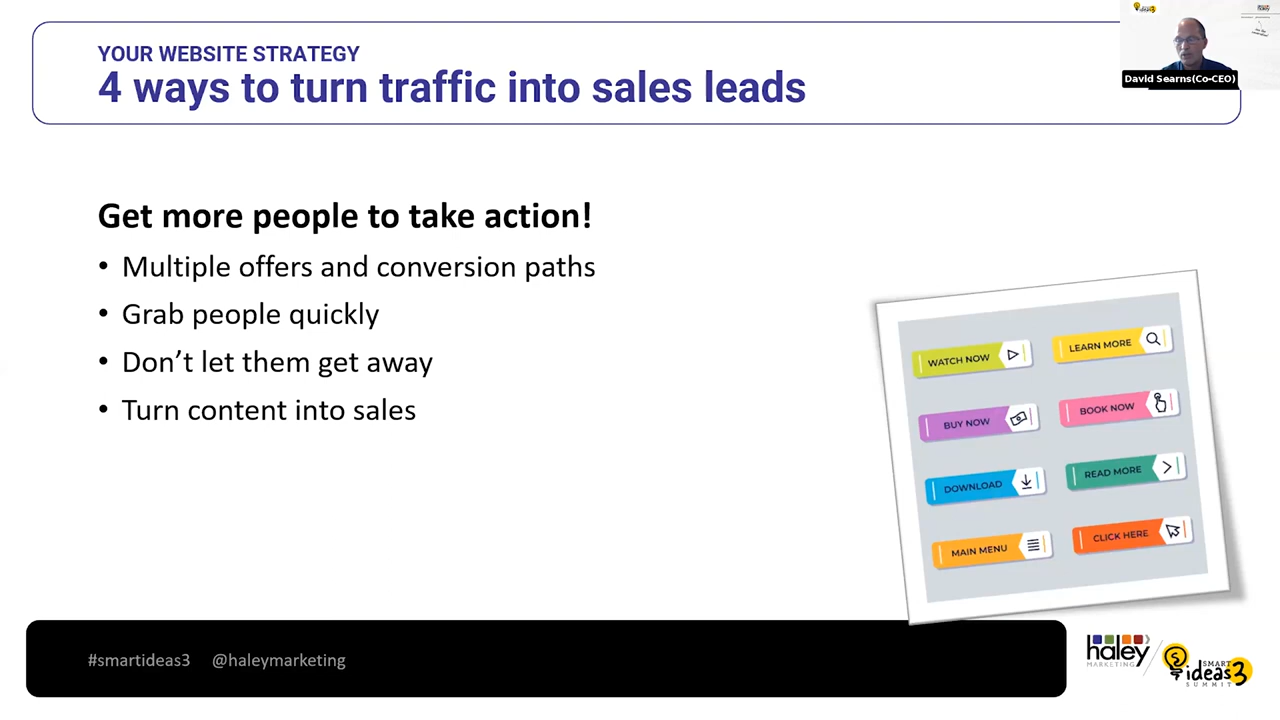 YOUR WEBSITE STRATEGY
4 ways to turn traffic into sales leads
David Searns(Co-CEO)
Get more people to take action!
• Multiple offers and conversion paths
• Grab people quickly
• Don’t let them get away
• Turn content into sales
WATCH NOW
LEARN MORE
BUY NOW
BOOK NOW
DOWNLOAD
READ MORE
MAIN MENU
CLICK HERE
#smartideas3 @haleymarketing
haley
MARKETING
SMART
ideas3
SUMMIT